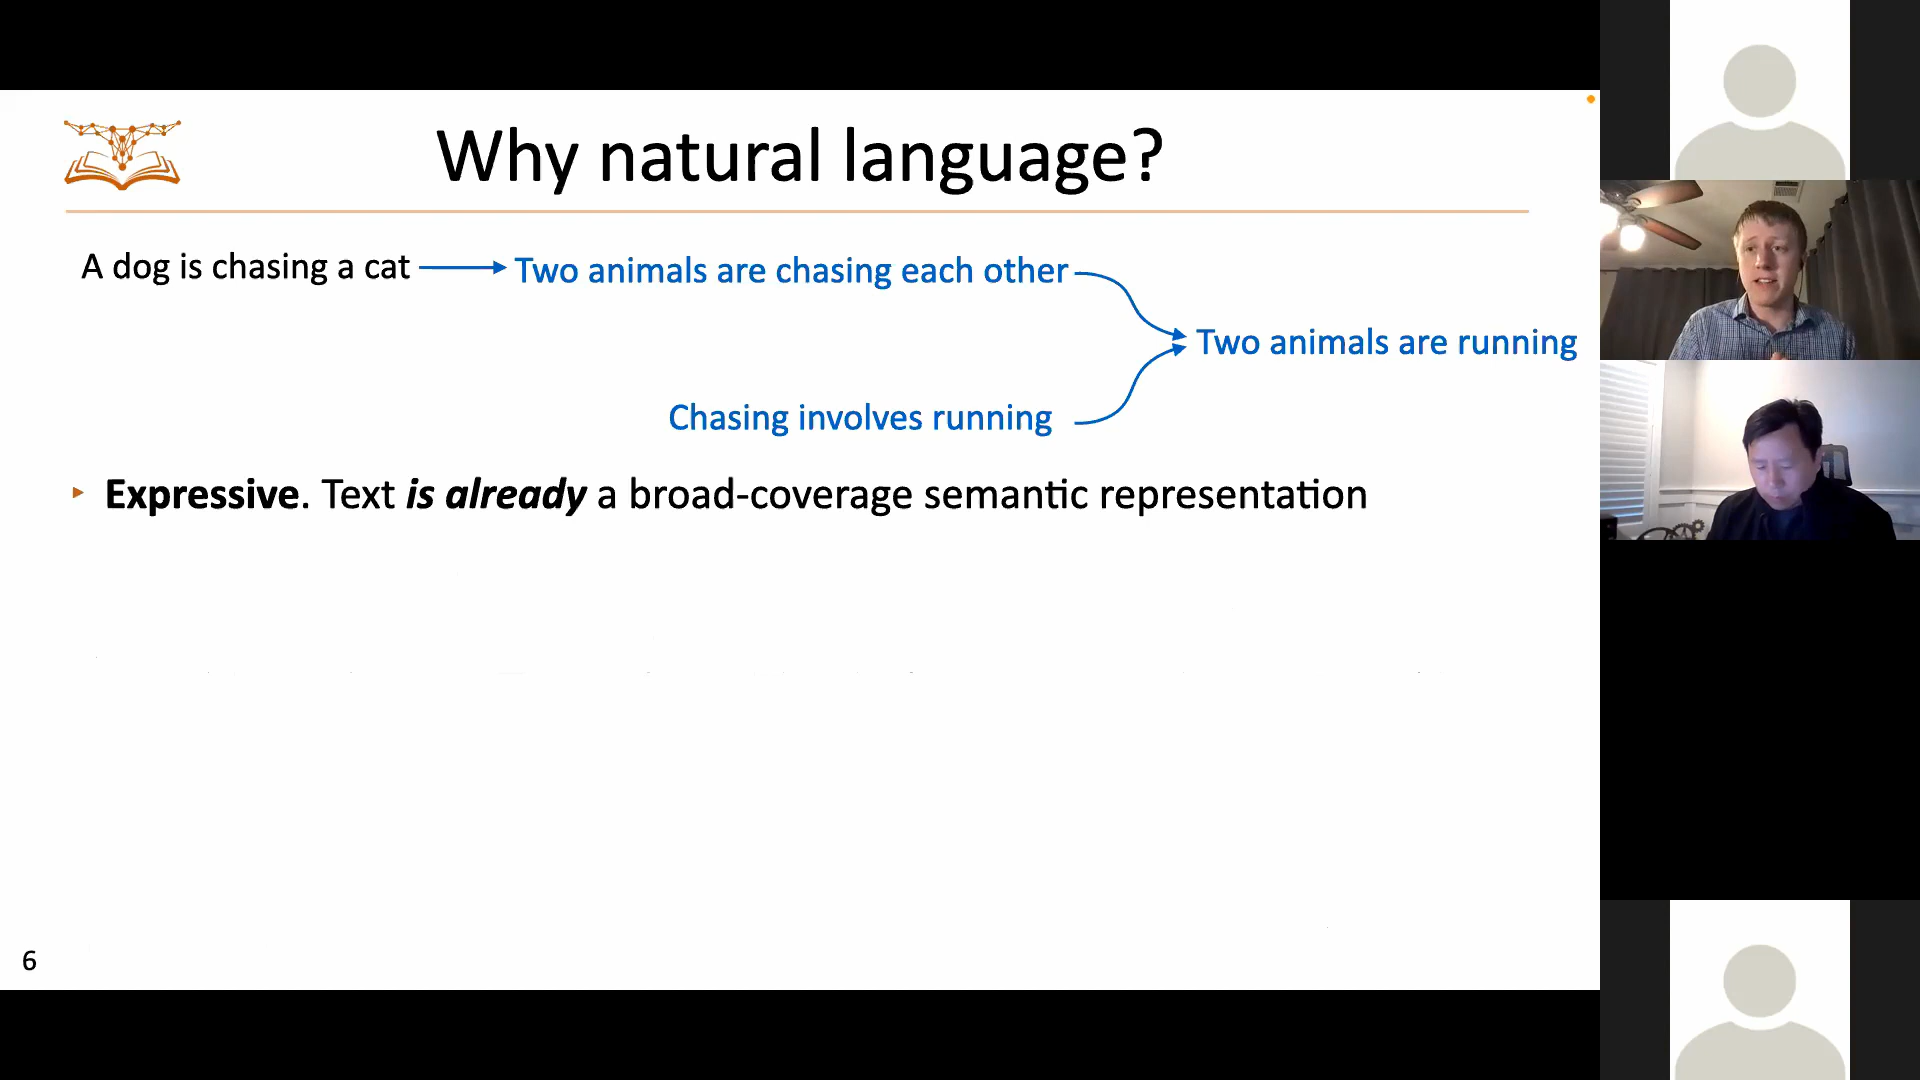 Why natural language?
A dog is chasing a cat
Two animals are chasing each other
Two animals are running
Chasing involves running
Expressive. Text is already a broad-coverage semantic representation
6